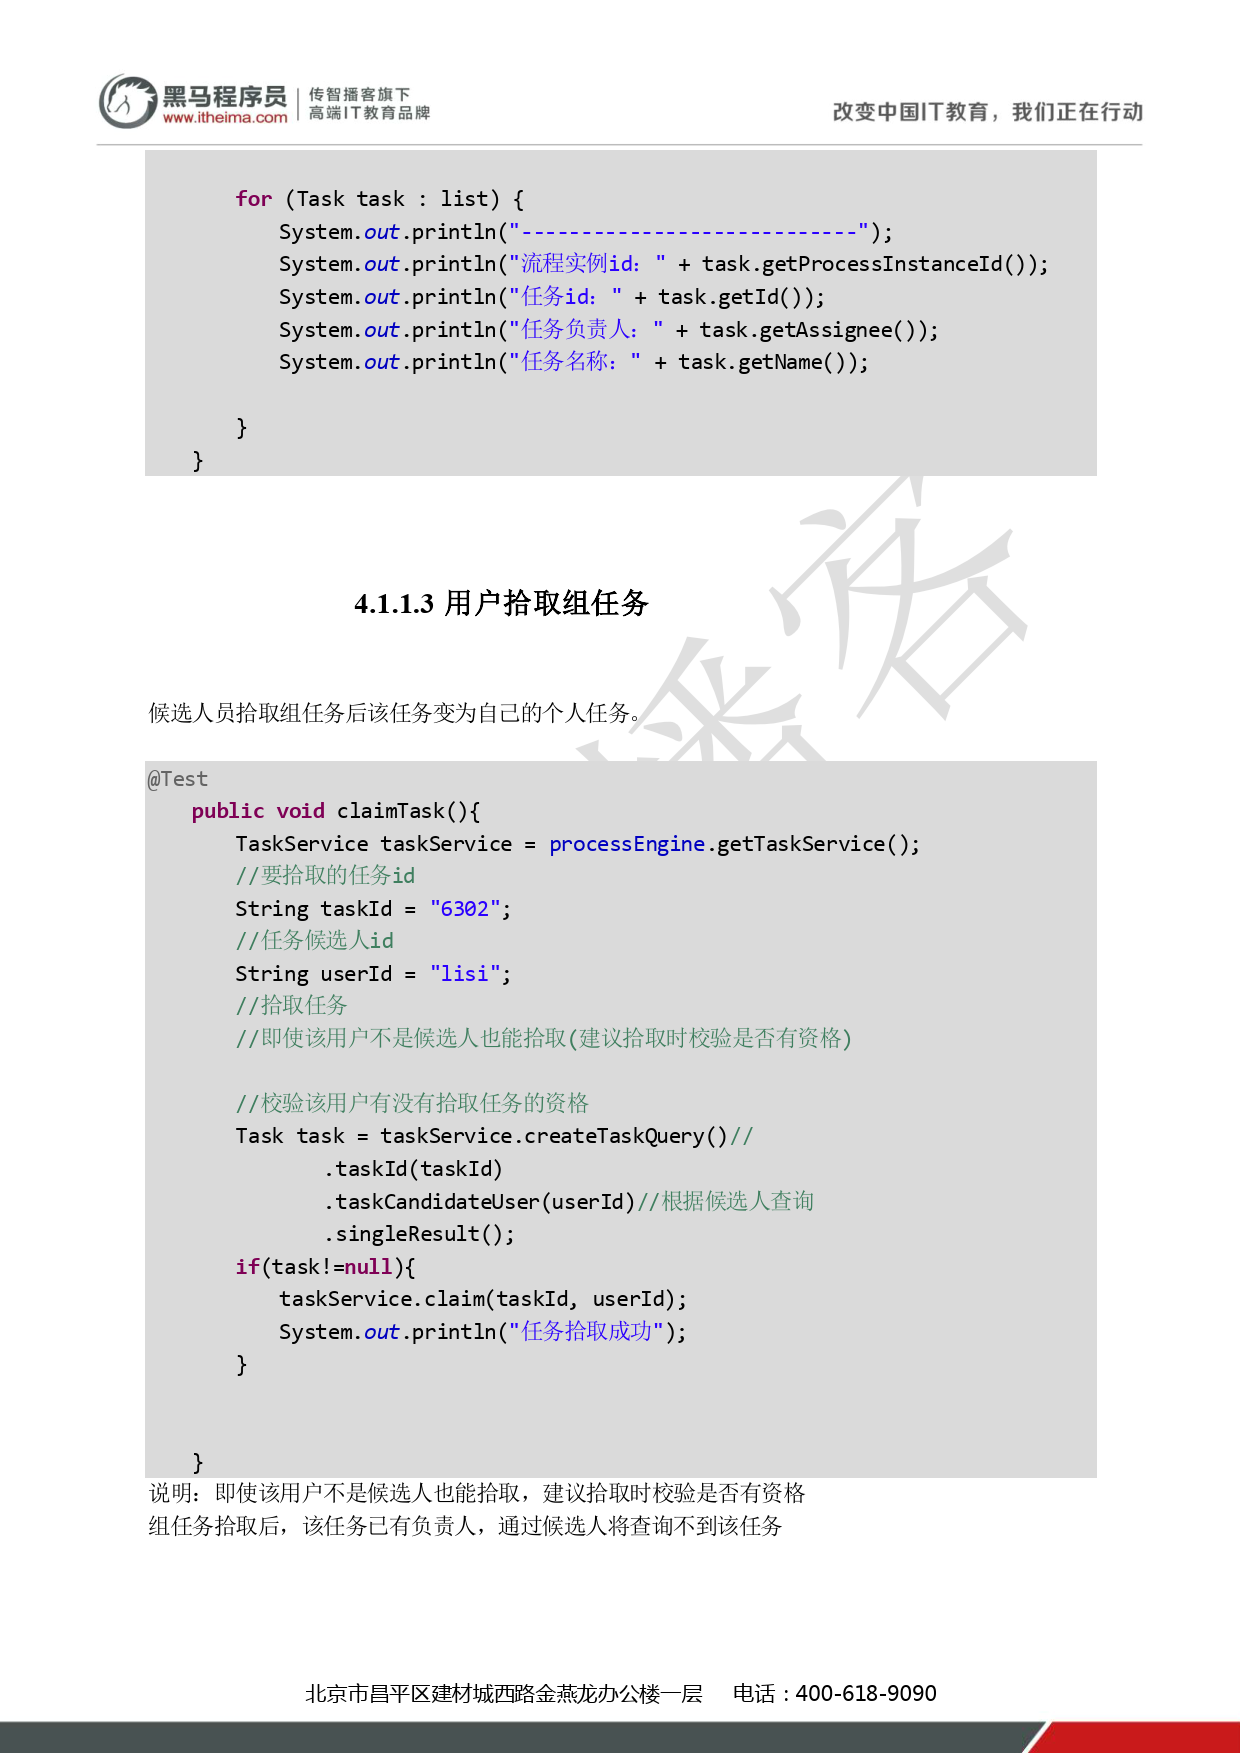 黑马程序员
www.itheima.com
传智播客旗下
高端IT教育品牌
改变中国IT教育，我们正在行动
for (Task task : list) {
System.out.println("----------------------------");
System.out.println("流程实例id：" + task.getProcessInstanceId());
System.out.println("任务id：" + task.getId());
System.out.println("任务负责人：" + task.getAssignee());
System.out.println("任务名称：" + task.getName());
}
}
4.1.1.3 用户拾取组任务
候选人员拾取组任务后该任务变为自己的个人任务。
@Test
public void claimTask(){
TaskService taskService = processEngine.getTaskService();
//要拾取的任务id
String taskId = "6302";
//任务候选人id
String userId = "lisi";
//拾取任务
//即使该用户不是候选人也能拾取(建议拾取时校验是否有资格)
//校验该用户有没有拾取任务的资格
Task task = taskService.createTaskQuery()//
.taskId(taskId)
.taskCandidateUser(userId)//根据候选人查询
.singleResult();
if(task!=null){
taskService.claim(taskId, userId);
System.out.println("任务拾取成功");
}
}
说明：即使该用户不是候选人也能拾取，建议拾取时校验是否有资格
组任务拾取后，该任务已有负责人，通过候选人将查询不到该任务
播客
北京市昌平区建材城西路金燕龙办公楼一层 电话：400-618-9090